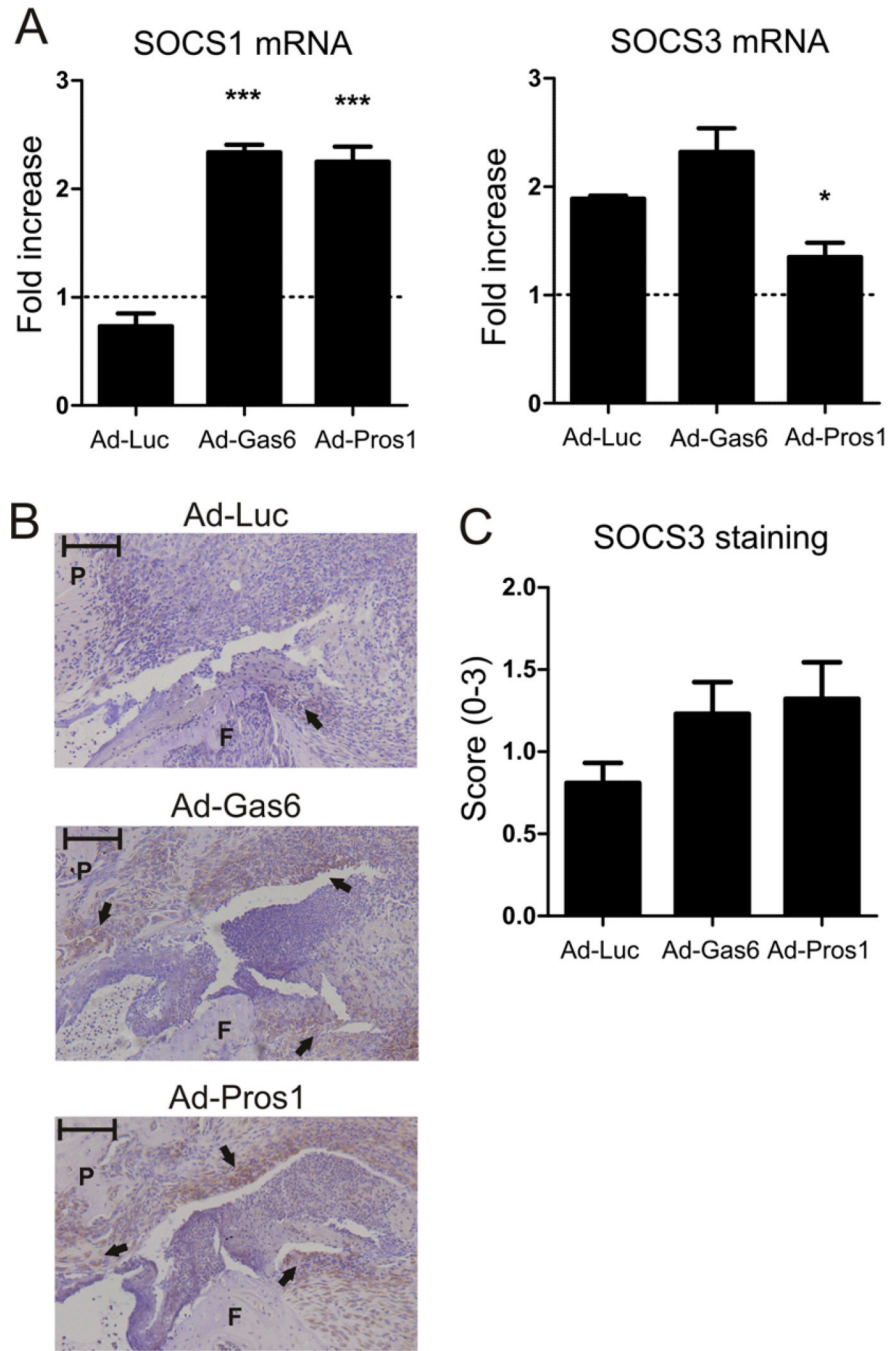 A
SOCS1 mRNA
Fold increase
3
2
1
0
***
***
Ad-Luc
Ad-Gas6
Ad-Pros1
SOCS3 mRNA
Fold increase
3
2
1
0
*
Ad-Luc
Ad-Gas6
Ad-Pros1
B
Ad-Luc
P
F
Ad-Gas6
P
F
Ad-Pros1
P
F
C
SOCS3 staining
Score (0-3)
2.0
1.5
1.0
0.5
0.0
Ad-Luc
Ad-Gas6
Ad-Pros1